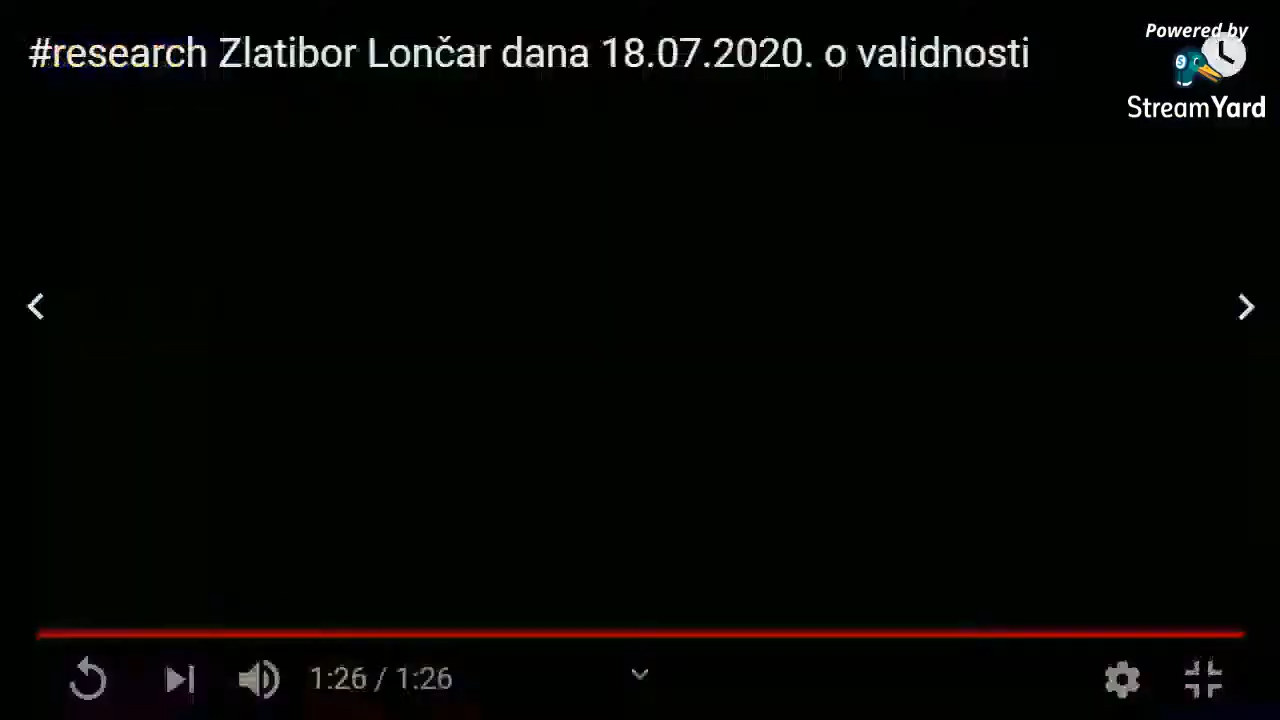 #research Zlatibor Lončar dana 18.07.2020. o validnosti
Powered by
StreamYard
1:26 / 1:26